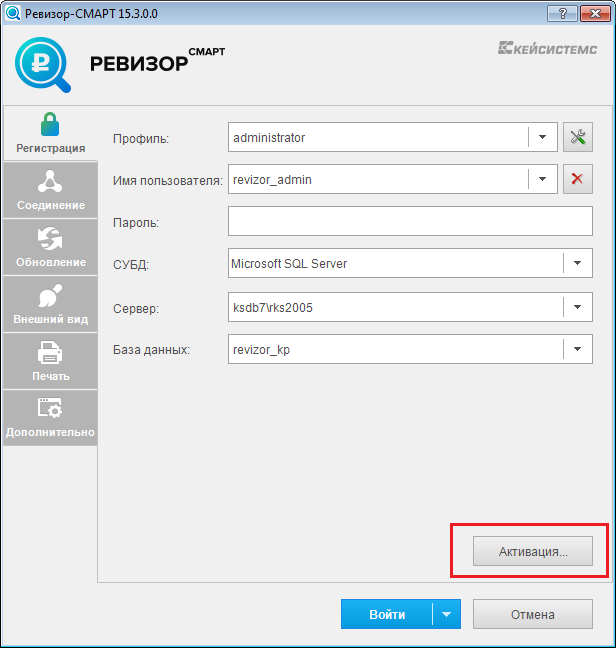 Ревизор-СМАРТ 15.3.0.0
РЕВИЗОР СМАРТ
КЕЙСИСТЕМС
Регистрация
Соединение
Обновление
Внешний вид
Печать
Дополнительно
Профиль: administrator
Имя пользователя: revizor_admin
Пароль:
СУБД: Microsoft SQL Server
Сервер: ksdb7\rks2005
База данных: revizor_kp
Активация...
Войти
Отмена